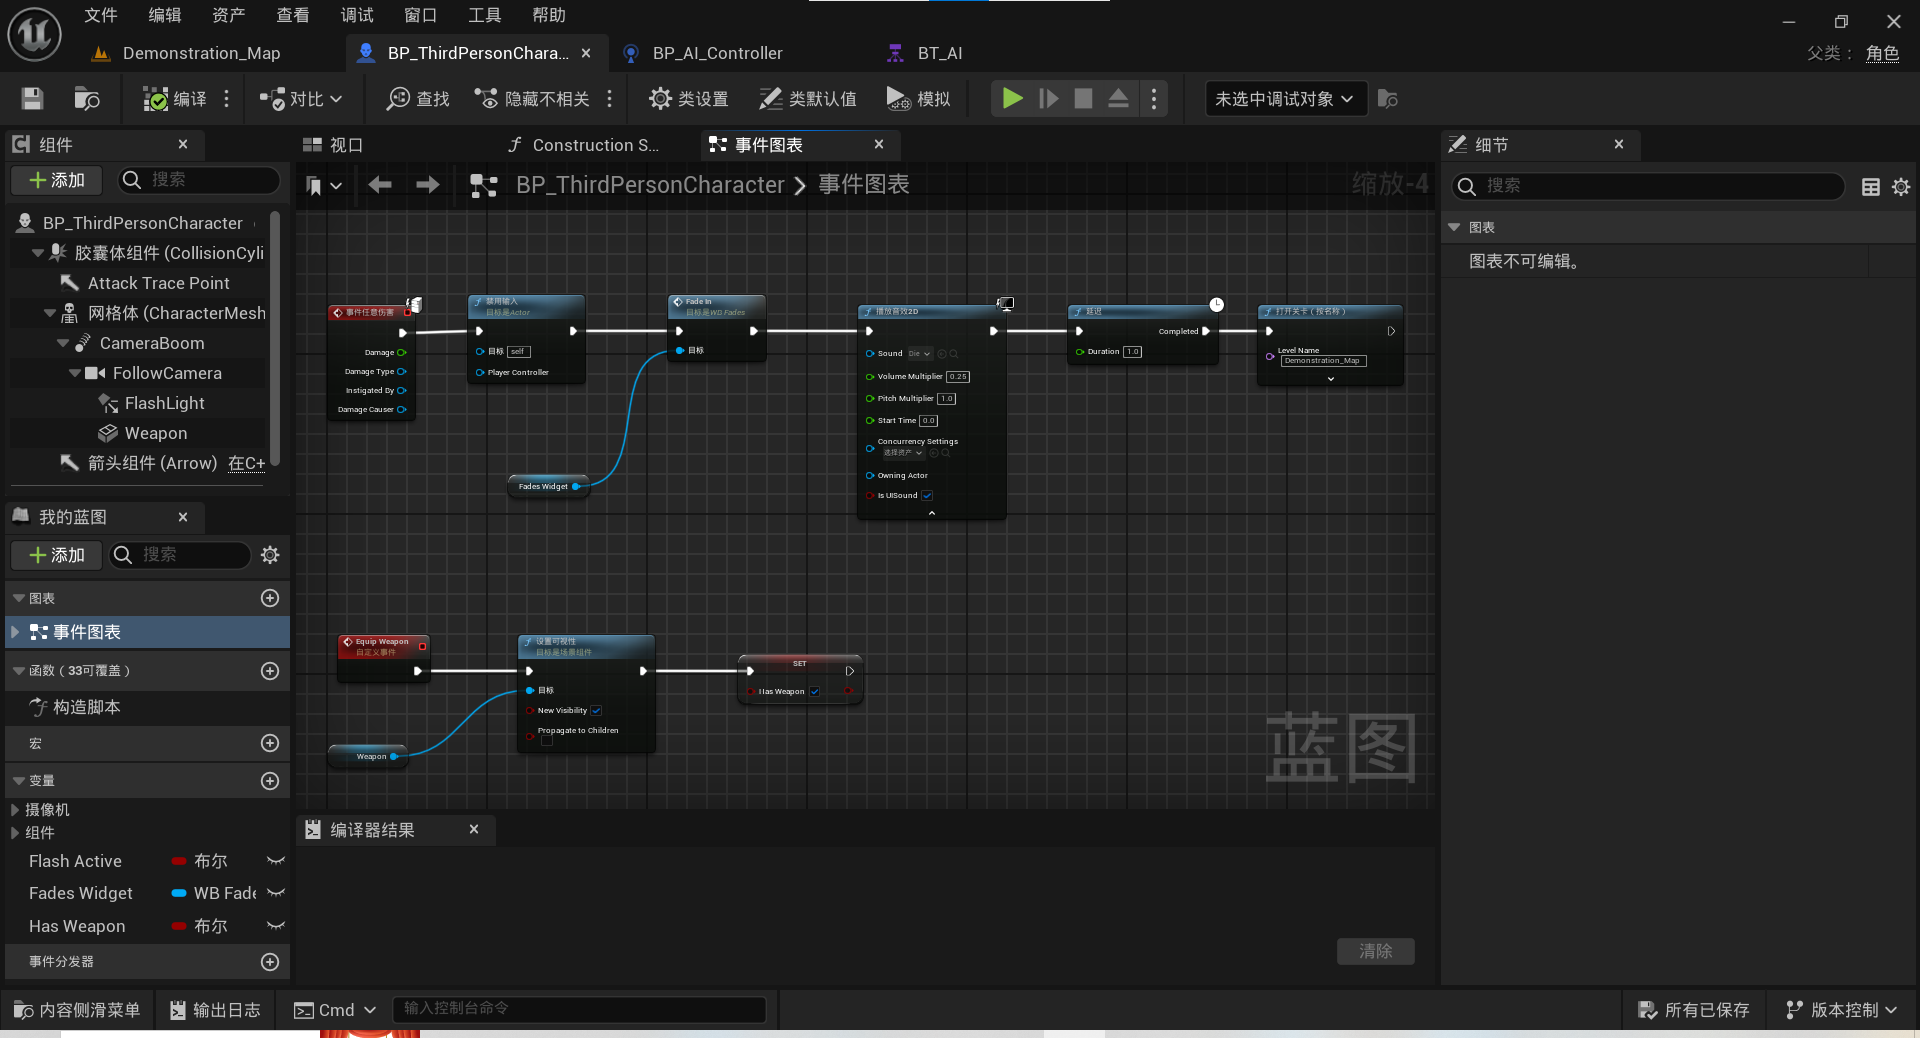 文件 编辑 资产 查看 调试 窗口 工具 帮助
Demonstration_Map BP_ThirdPersonChara... BP_AI_Controller BT_AI 父类： 角色
编译 对比 查找 隐藏不相关 类设置 类默认值 模拟 未选中调试对象
组件 视口 Construction S... 事件图表 细节
添加 搜索 BP_ThirdPersonCharacter 事件图表 缩放-4 搜索
BP_ThirdPersonCharacter
胶囊体组件 (CollisionCyli
Attack Trace Point
网格体 (CharacterMesh
CameraBoom
FollowCamera
FlashLight
Weapon
箭头组件 (Arrow) 在C+
我的蓝图
添加 搜索
图表
事件图表
函数（33可覆盖）
构造脚本
宏
变量
摄像机
组件
Flash Active 布尔
Fades Widget WB Fade
Has Weapon 布尔
事件分发器
事件任意伤害
Damage
Damage Type
Instigated By
Damage Causer
禁用输入
目标是Actor
目标 self
Player Controller
Fade In
目标是WB Fades
目标
Fades Widget
播放音效2D
Sound Die
Volume Multiplier 0.25
Pitch Multiplier 1.0
Start Time 0.0
Concurrency Settings
选择资产
Owning Actor
Is UISound
延迟
Completed
Duration 1.0
打开关卡（按名称）
Level Name
Demonstration_Map
Equip Weapon
自定义事件
设置可视性
目标是场景组件
目标
New Visibility
Propagate to Children
Weapon
SET
Has Weapon
蓝图
图表
图表不可编辑。
编译器结果
清除
内容侧滑菜单 输出日志 Cmd 输入控制台命令 所有已保存 版本控制